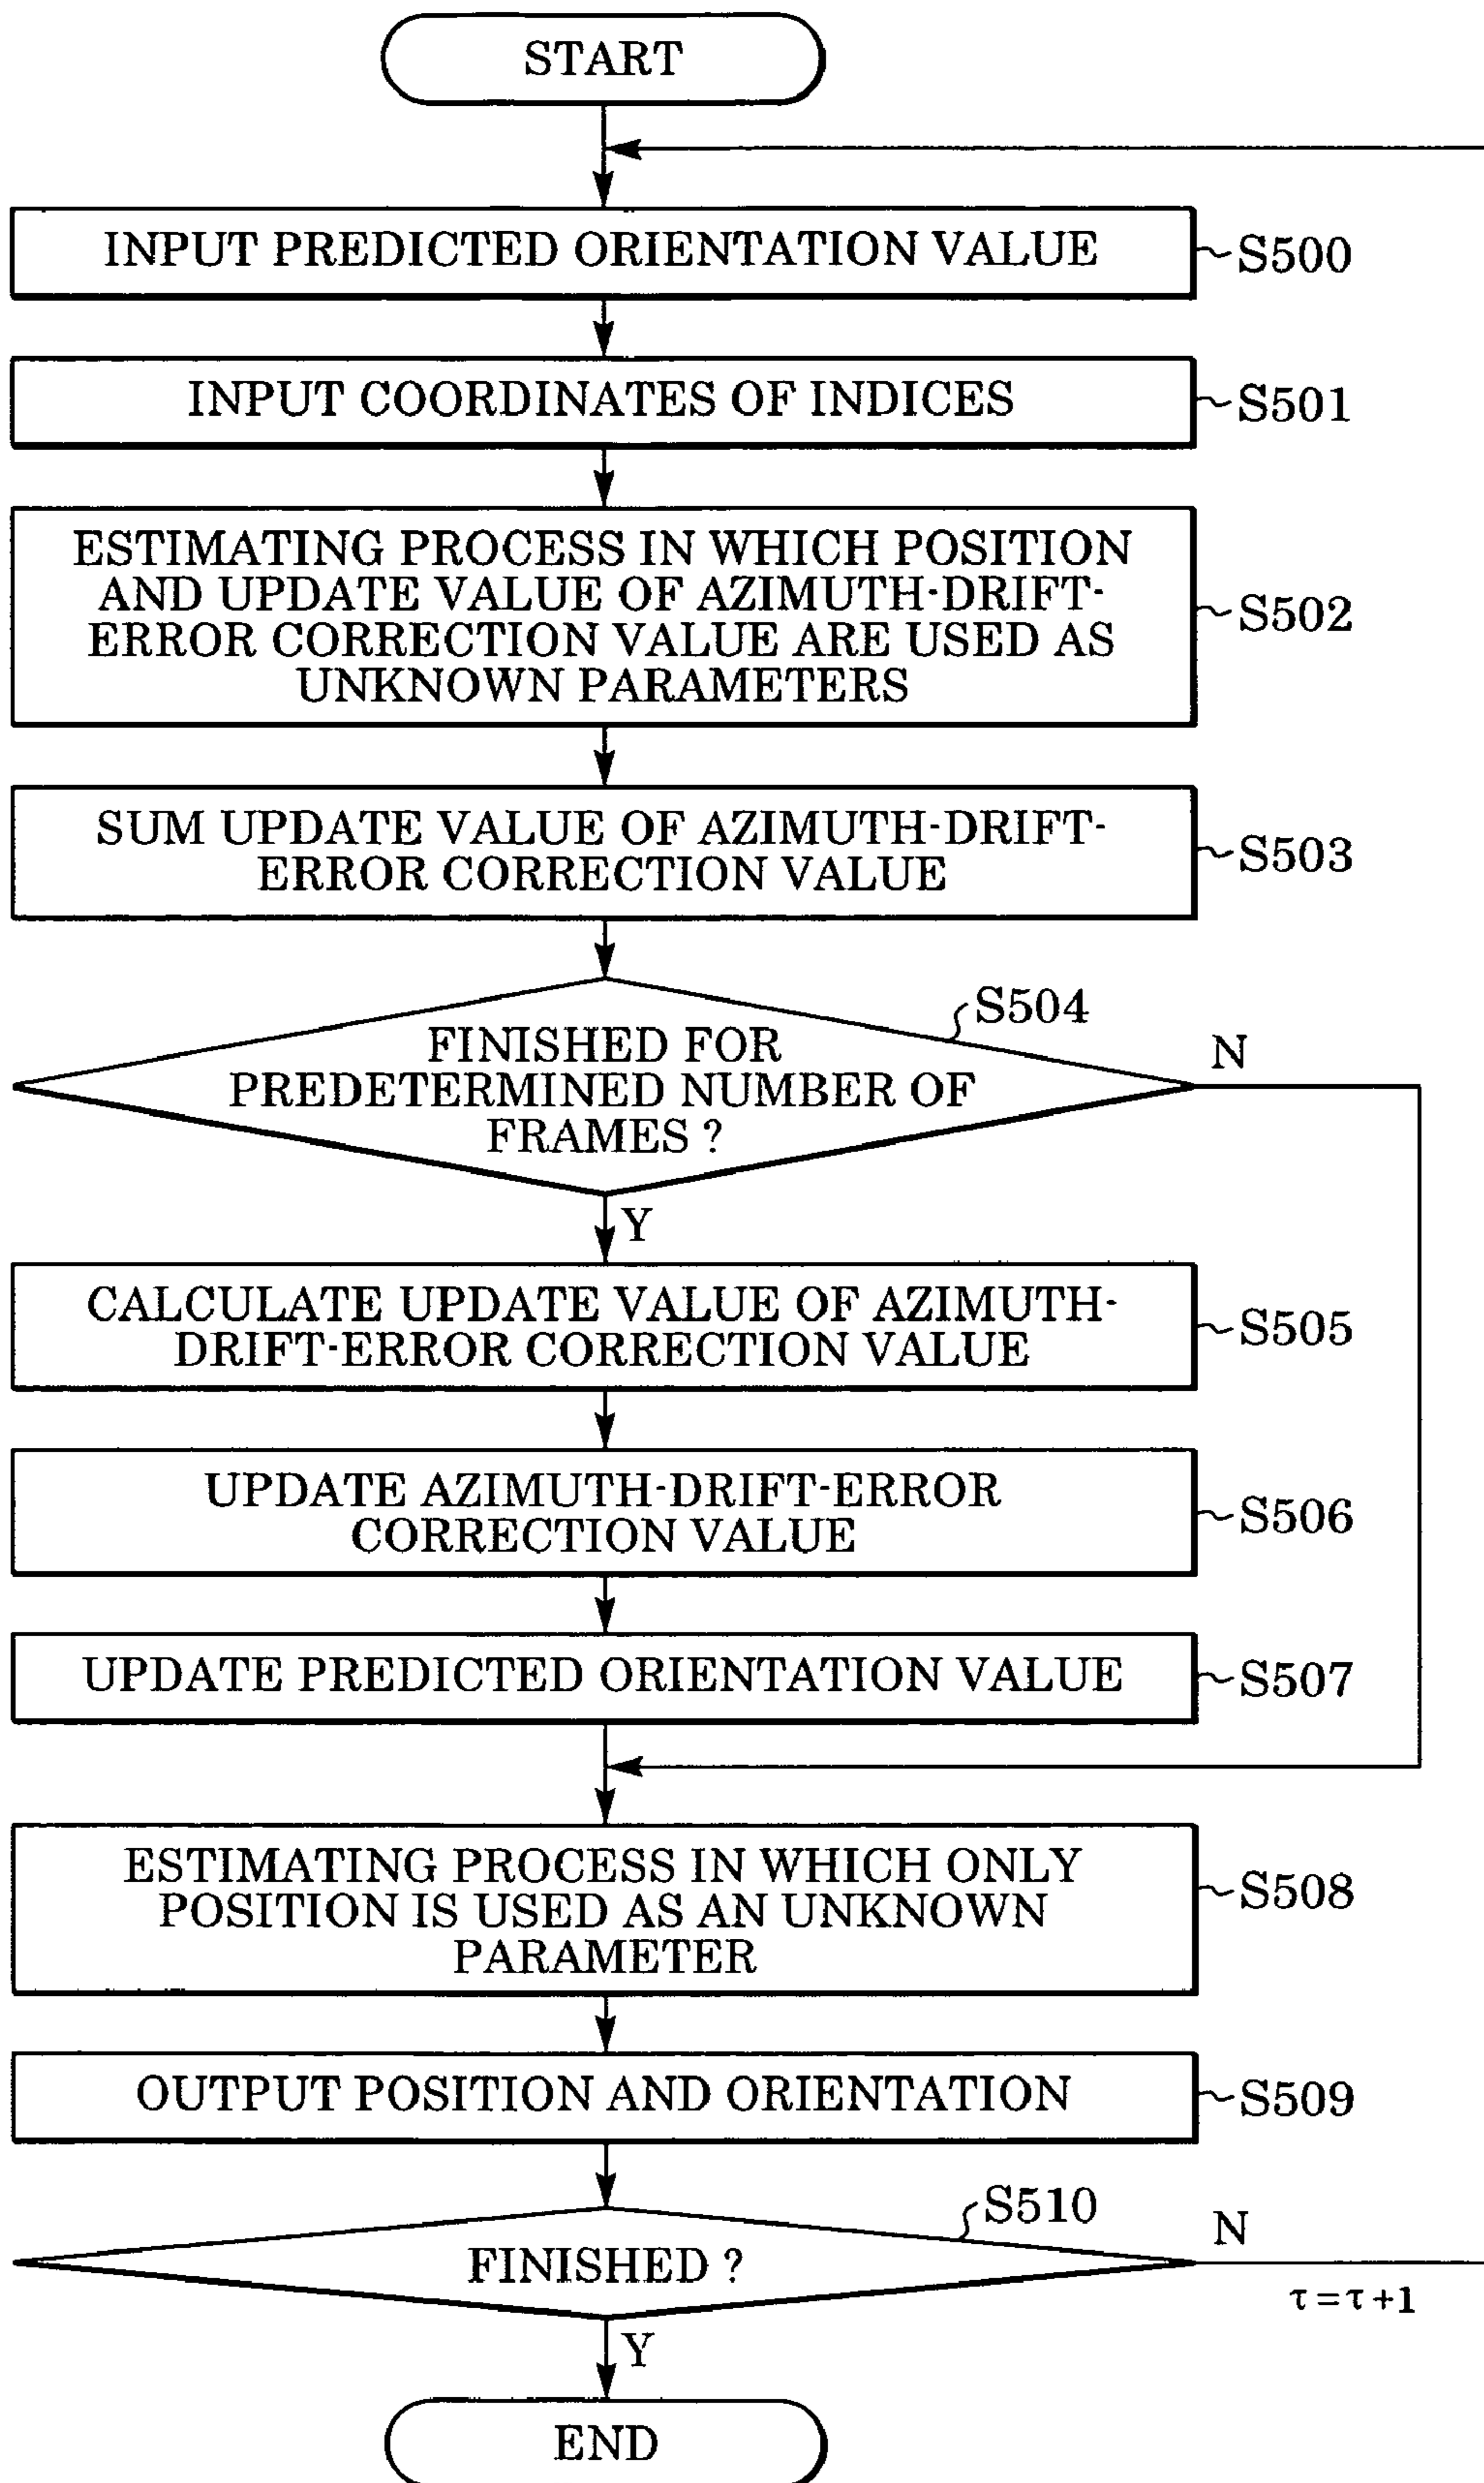 START
INPUT PREDICTED ORIENTATION VALUE
S500
INPUT COORDINATES OF INDICES
S501
ESTIMATING PROCESS IN WHICH POSITION
AND UPDATE VALUE OF AZIMUTH-DRIFT-
ERROR CORRECTION VALUE ARE USED AS
UNKNOWN PARAMETERS
S502
SUM UPDATE VALUE OF AZIMUTH-DRIFT-
ERROR CORRECTION VALUE
S503
S504
FINISHED FOR
PREDETERMINED NUMBER OF
FRAMES ?
N
Y
CALCULATE UPDATE VALUE OF AZIMUTH-
DRIFT-ERROR CORRECTION VALUE
S505
UPDATE AZIMUTH-DRIFT-ERROR
CORRECTION VALUE
S506
UPDATE PREDICTED ORIENTATION VALUE
S507
ESTIMATING PROCESS IN WHICH ONLY
POSITION IS USED AS AN UNKNOWN
PARAMETER
S508
OUTPUT POSITION AND ORIENTATION
S509
S510
FINISHED ?
N
τ=τ+1
Y
END